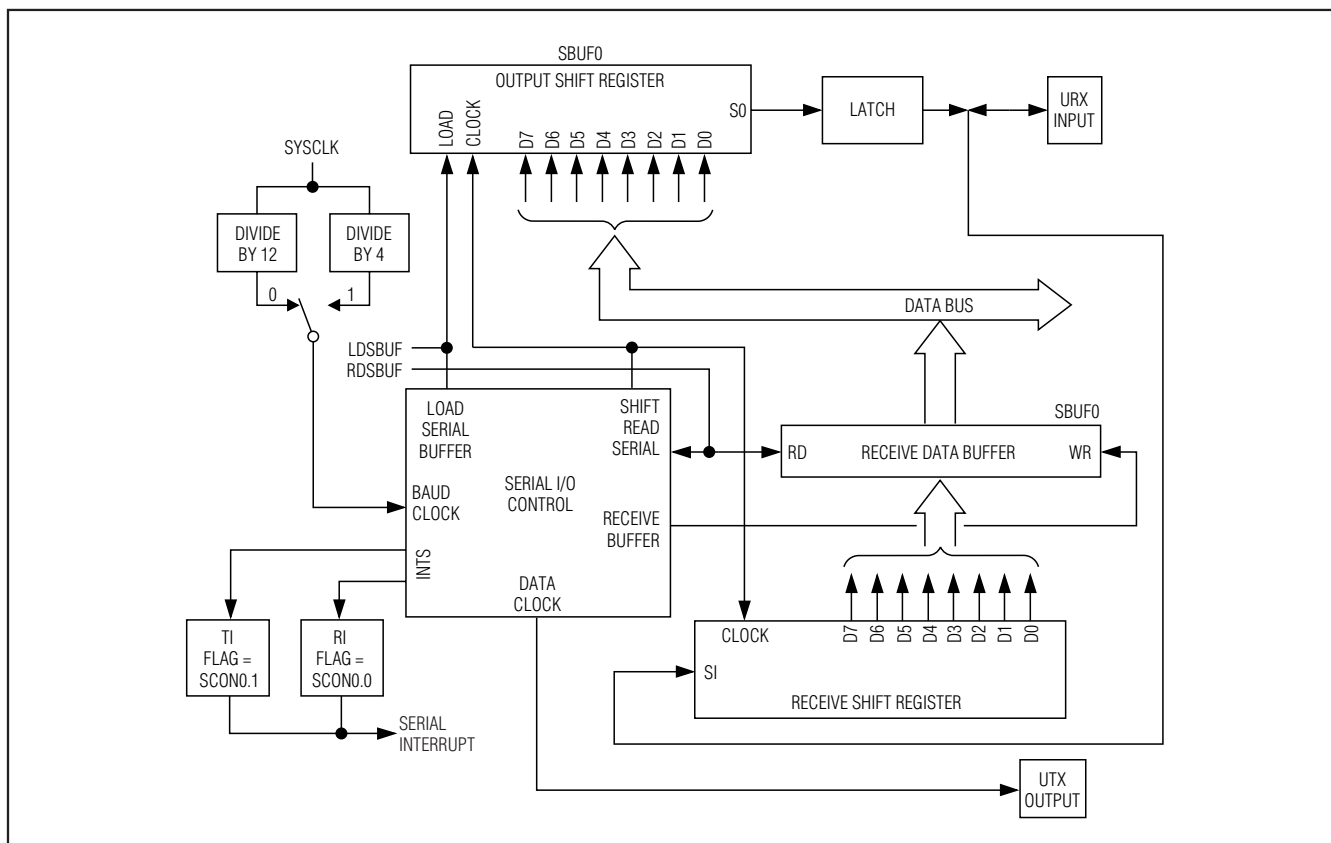 SBUF0
OUTPUT SHIFT REGISTER
LOAD
CLOCK
D7
D6
D5
D4
D3
D2
D1
D0
S0
LATCH
URX
INPUT
SYSCLK
DIVIDE
BY 12
DIVIDE
BY 4
0
1
DATA BUS
LDSBUF
RDSBUF
LOAD
SERIAL
BUFFER
SHIFT
READ
SERIAL
BAUD
CLOCK
SERIAL I/O
CONTROL
RECEIVE
BUFFER
INTS
DATA
CLOCK
SBUF0
RD
RECEIVE DATA BUFFER
WR
TI
FLAG =
SCON0.1
RI
FLAG =
SCON0.0
SERIAL
INTERRUPT
CLOCK
D7
D6
D5
D4
D3
D2
D1
D0
SI
RECEIVE SHIFT REGISTER
UTX
OUTPUT